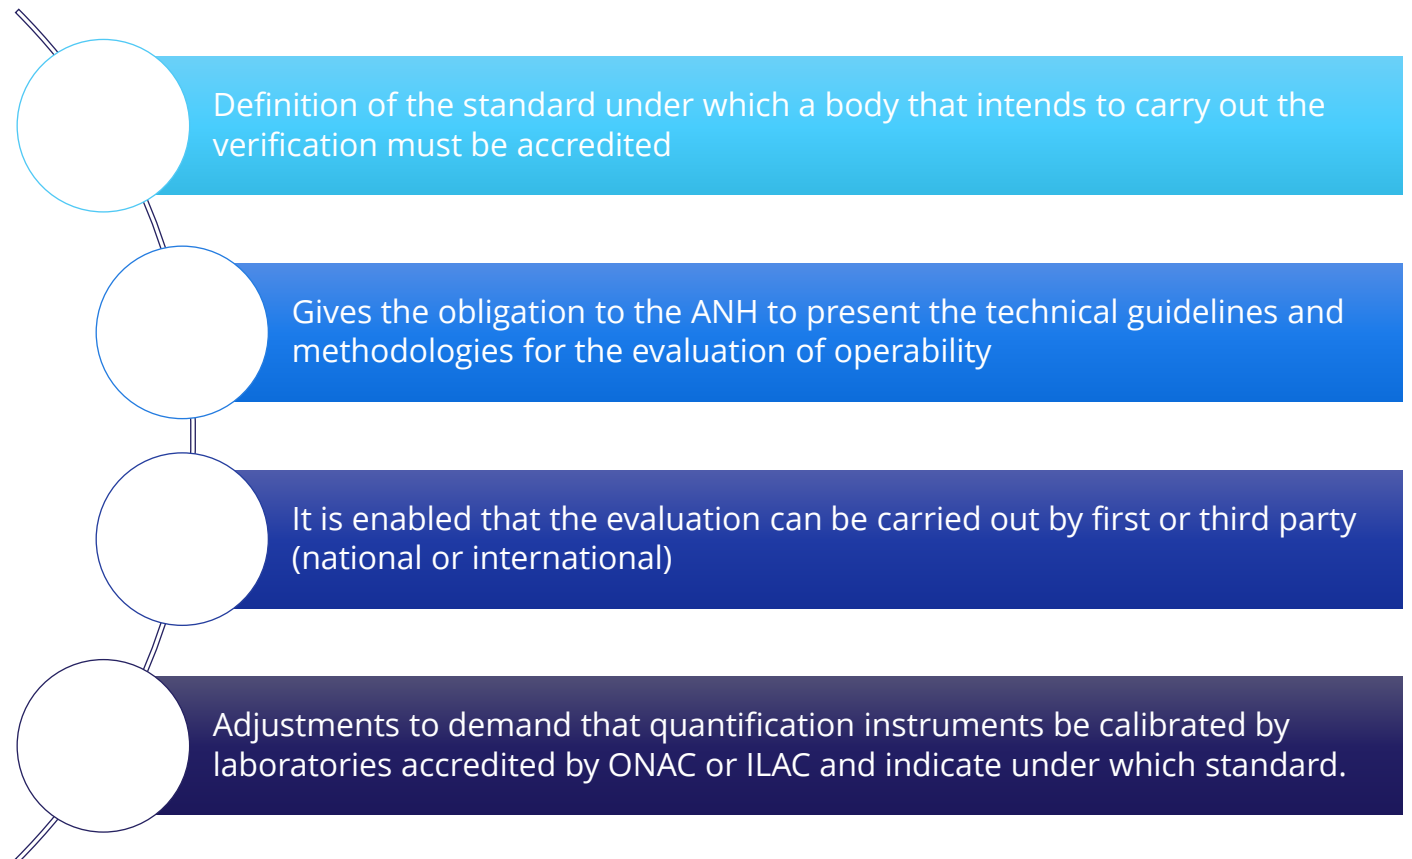 Definition of the standard under which a body that intends to carry out the
verification must be accredited
Gives the obligation to the ANH to present the technical guidelines and
methodologies for the evaluation of operability
It is enabled that the evaluation can be carried out by first or third party
(national or international)
Adjustments to demand that quantification instruments be calibrated by
laboratories accredited by ONAC or ILAC and indicate under which standard.